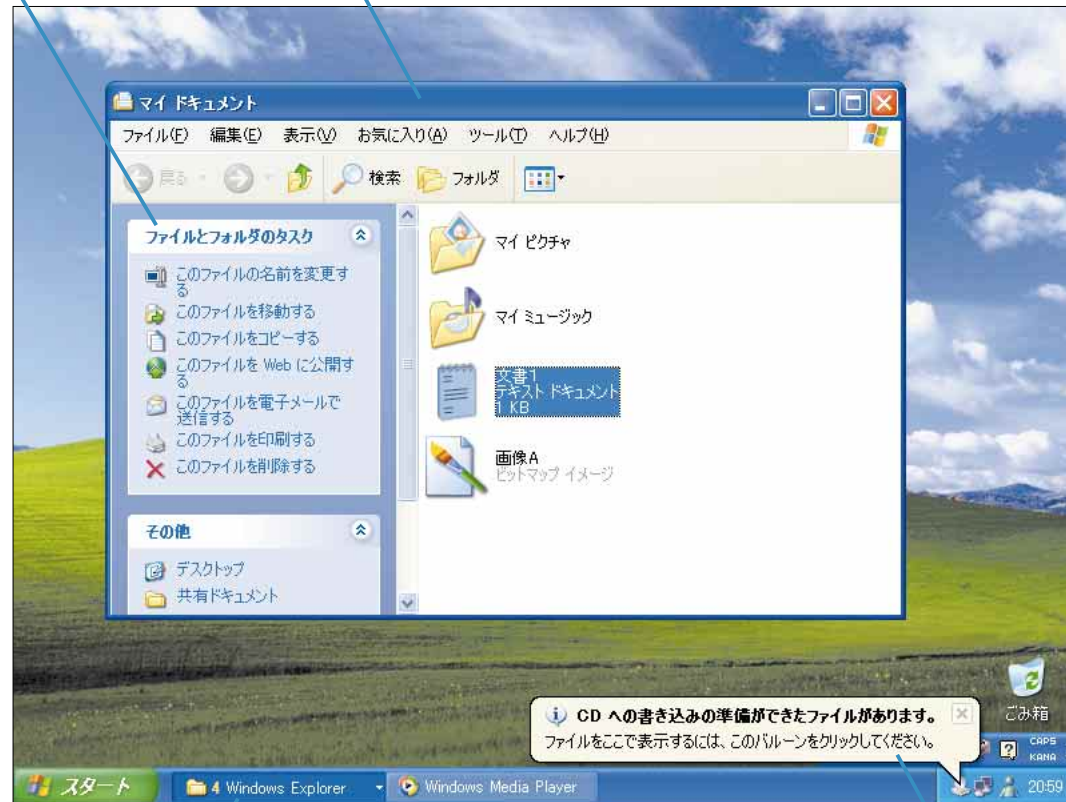 マイ ドキュメント
ファイル(F) 編集(E) 表示(V) お気に入り(A) ツール(T) ヘルプ(H)
戻る 検索 フォルダ
ファイルとフォルダのタスク
このファイルの名前を変更す
る
このファイルを移動する
このファイルをコピーする
このファイルを Web に公開す
る
このファイルを電子メールで
送信する
このファイルを印刷する
このファイルを削除する
その他
デスクトップ
共有ドキュメント
マイ ピクチャ
マイ ミュージック
文書1
テキスト ドキュメント
1 KB
画像A
ビットマップ イメージ
ごみ箱
CD への書き込みの準備ができたファイルがあります。
ファイルをここで表示するには、このバルーンをクリックしてください。
CAPS
KANA
スタート 4 Windows Explorer Windows Media Player 20:59